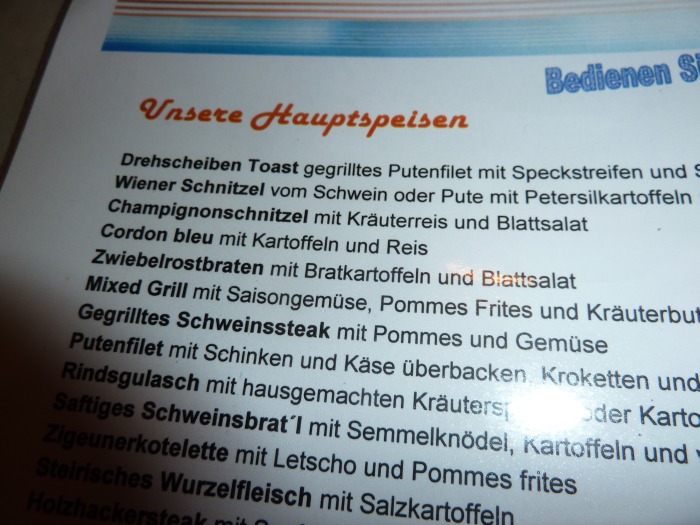 Bedienen
Unsere Hauptspeisen
Drehscheiben Toast gegrilltes Putenfilet mit Speckstreifen und
Wiener Schnitzel vom Schwein oder Pute mit Petersilkartoffeln
Champignonschnitzel mit Kräuterreis und Blattsalat
Cordon bleu mit Kartoffeln und Reis
Zwiebelrostbraten mit Bratkartoffeln und Blattsalat
Mixed Grill mit Saisongemüse, Pommes Frites und
Gegrilltes Schweinssteak mit Pommes und Gemüse
Putenfilet mit Schinken und Käse überbacken, Kroketten und
Rindsgulasch mit hausgemachten oder
Saftiges Schweinsbrat´l mit Semmelknödel, Kartoffeln und
Zigeunerkotelette mit Letscho und Pommes frites
Steirisches Wurzelfleisch mit Salzkartoffeln
Holzhackersteak mit